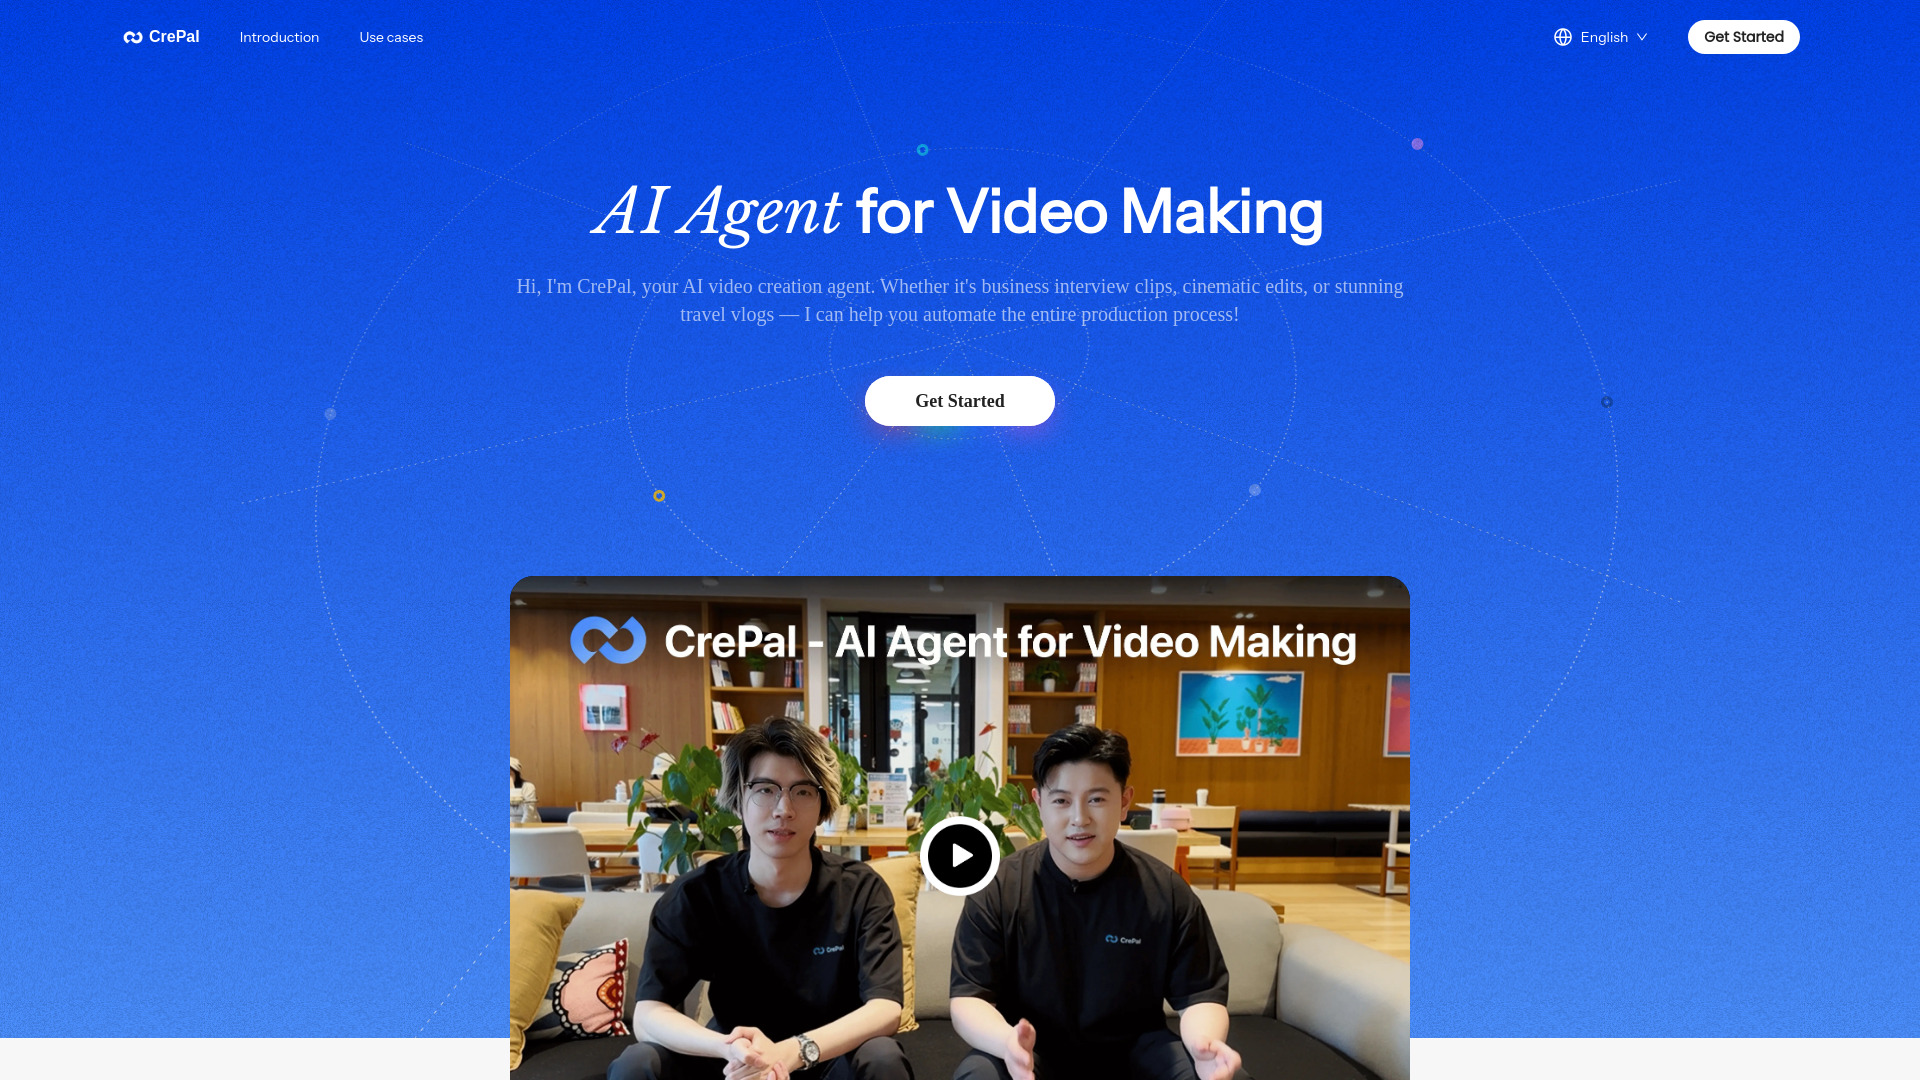 CrePal
Introduction
Use cases
English
Get Started
AI Agent for Video Making
Hi, I'm CrePal, your AI video creation agent. Whether it's business interview clips, cinematic edits, or stunning
travel vlogs — I can help you automate the entire production process!
Get Started
CrePal - AI Agent for Video Making
CrePal
CrePal